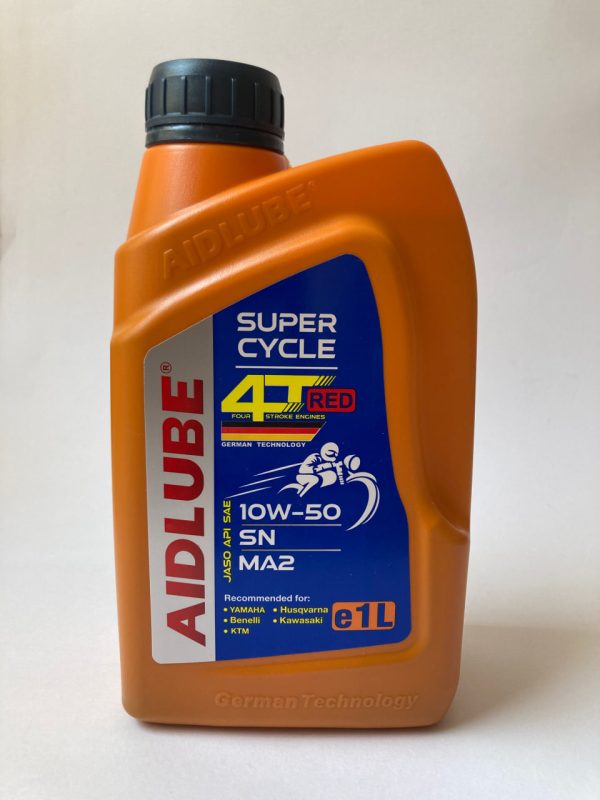 AIDLUBE®
AIDLUBE®
SUPER
CYCLE
4T RED
FOUR STROKE ENGINES
GERMAN TECHNOLOGY
JASO API SAE
10W-50
SN
MA2
Recommended for:
• YAMAHA • Husqvarna
• Benelli • Kawasaki
• KTM
e1L
German Technology